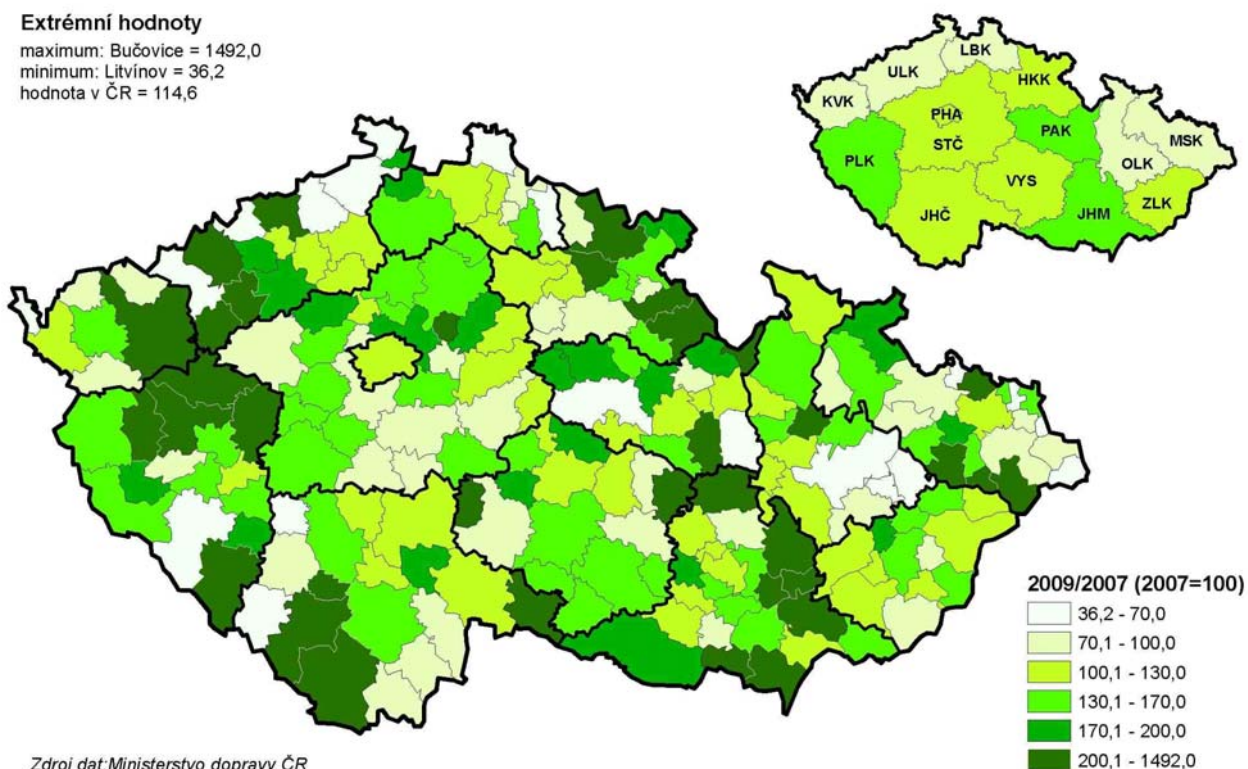 Extrémní hodnoty
maximum: Bučovice = 1492,0
minimum: Litvínov = 36,2
hodnota v ČR = 114,6
LBK
ULK
HKK
KVK
PHA
PAK
STČ
MSK
PLK
OLK
VYS
ZLK
JHČ
JHM
2009/2007 (2007=100)
36,2 - 70,0
70,1 - 100,0
100,1 - 130,0
130,1 - 170,0
170,1 - 200,0
200,1 - 1492,0
Zdroj dat:Ministerstvo dopravy ČR